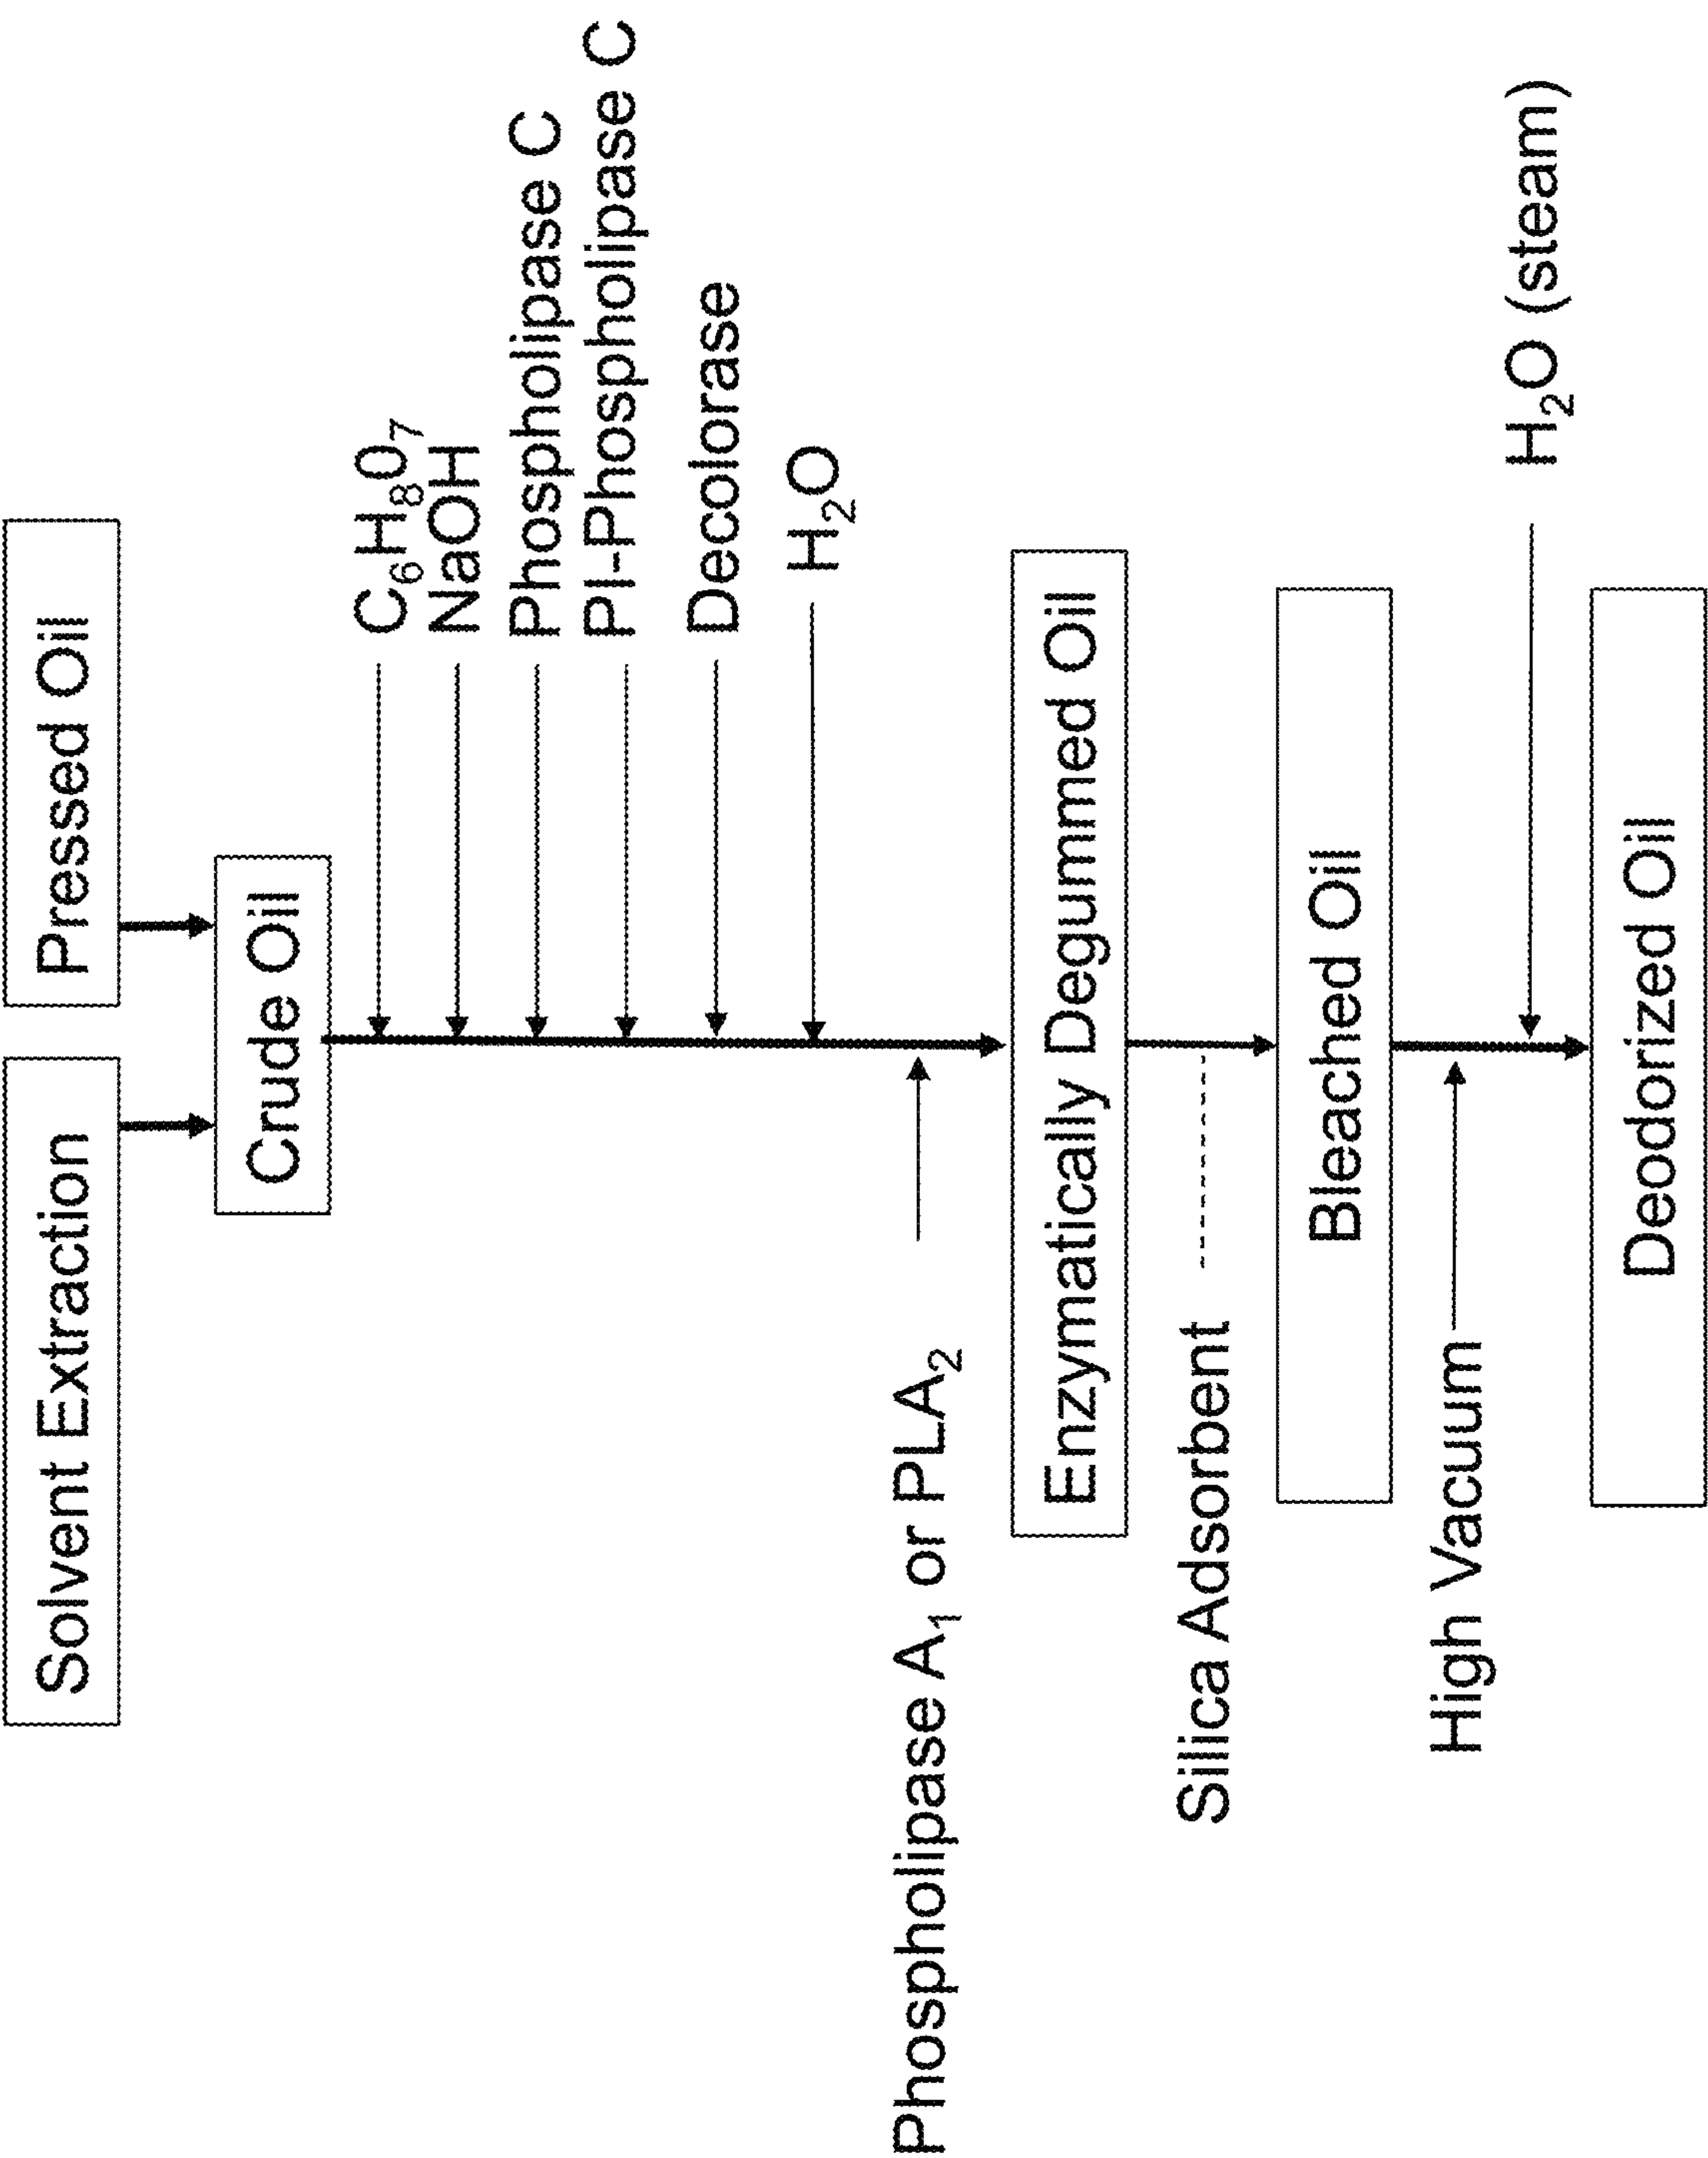 Solvent Extraction
Pressed Oil
Crude Oil
C₆H₈0₇
NaOH
Phospholipase C
PI-Phospholipase C
Decolorase
H₂O
Phospholipase A₁ or PLA₂
Enzymatically Degummed Oil
Silica Adsorbent
Bleached Oil
High Vacuum
H₂O (steam)
Deodorized Oil